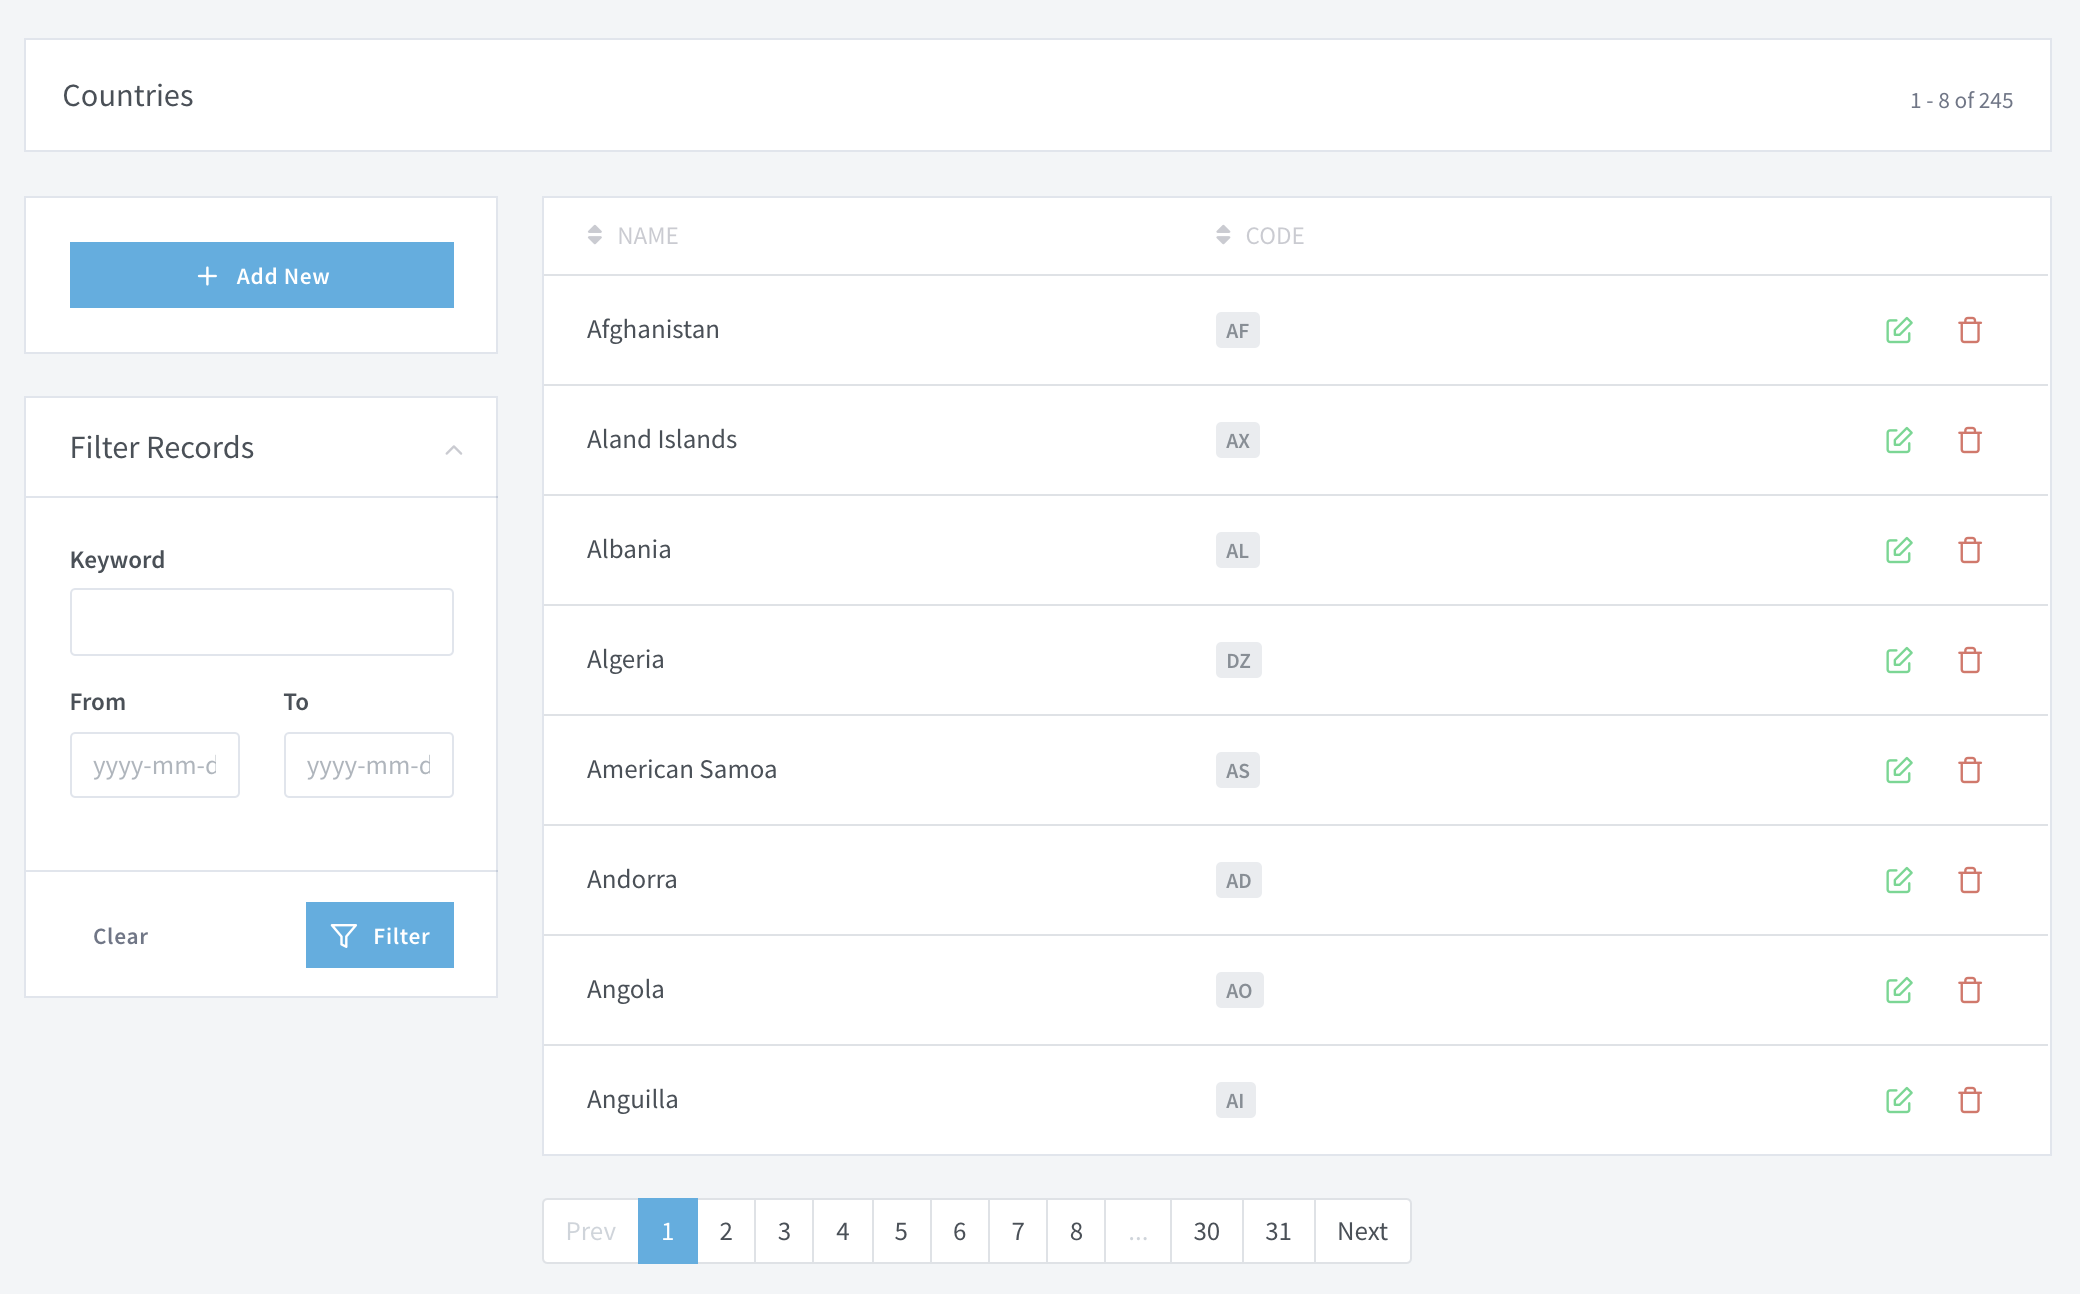 Countries
1 - 8 of 245
Add New
Filter Records
Keyword
From To
yyyy-mm-d yyyy-mm-d
Clear Filter
NAME CODE
Afghanistan AF
Aland Islands AX
Albania AL
Algeria DZ
American Samoa AS
Andorra AD
Angola AO
Anguilla AI
Prev 1 2 3 4 5 6 7 8 ... 30 31 Next